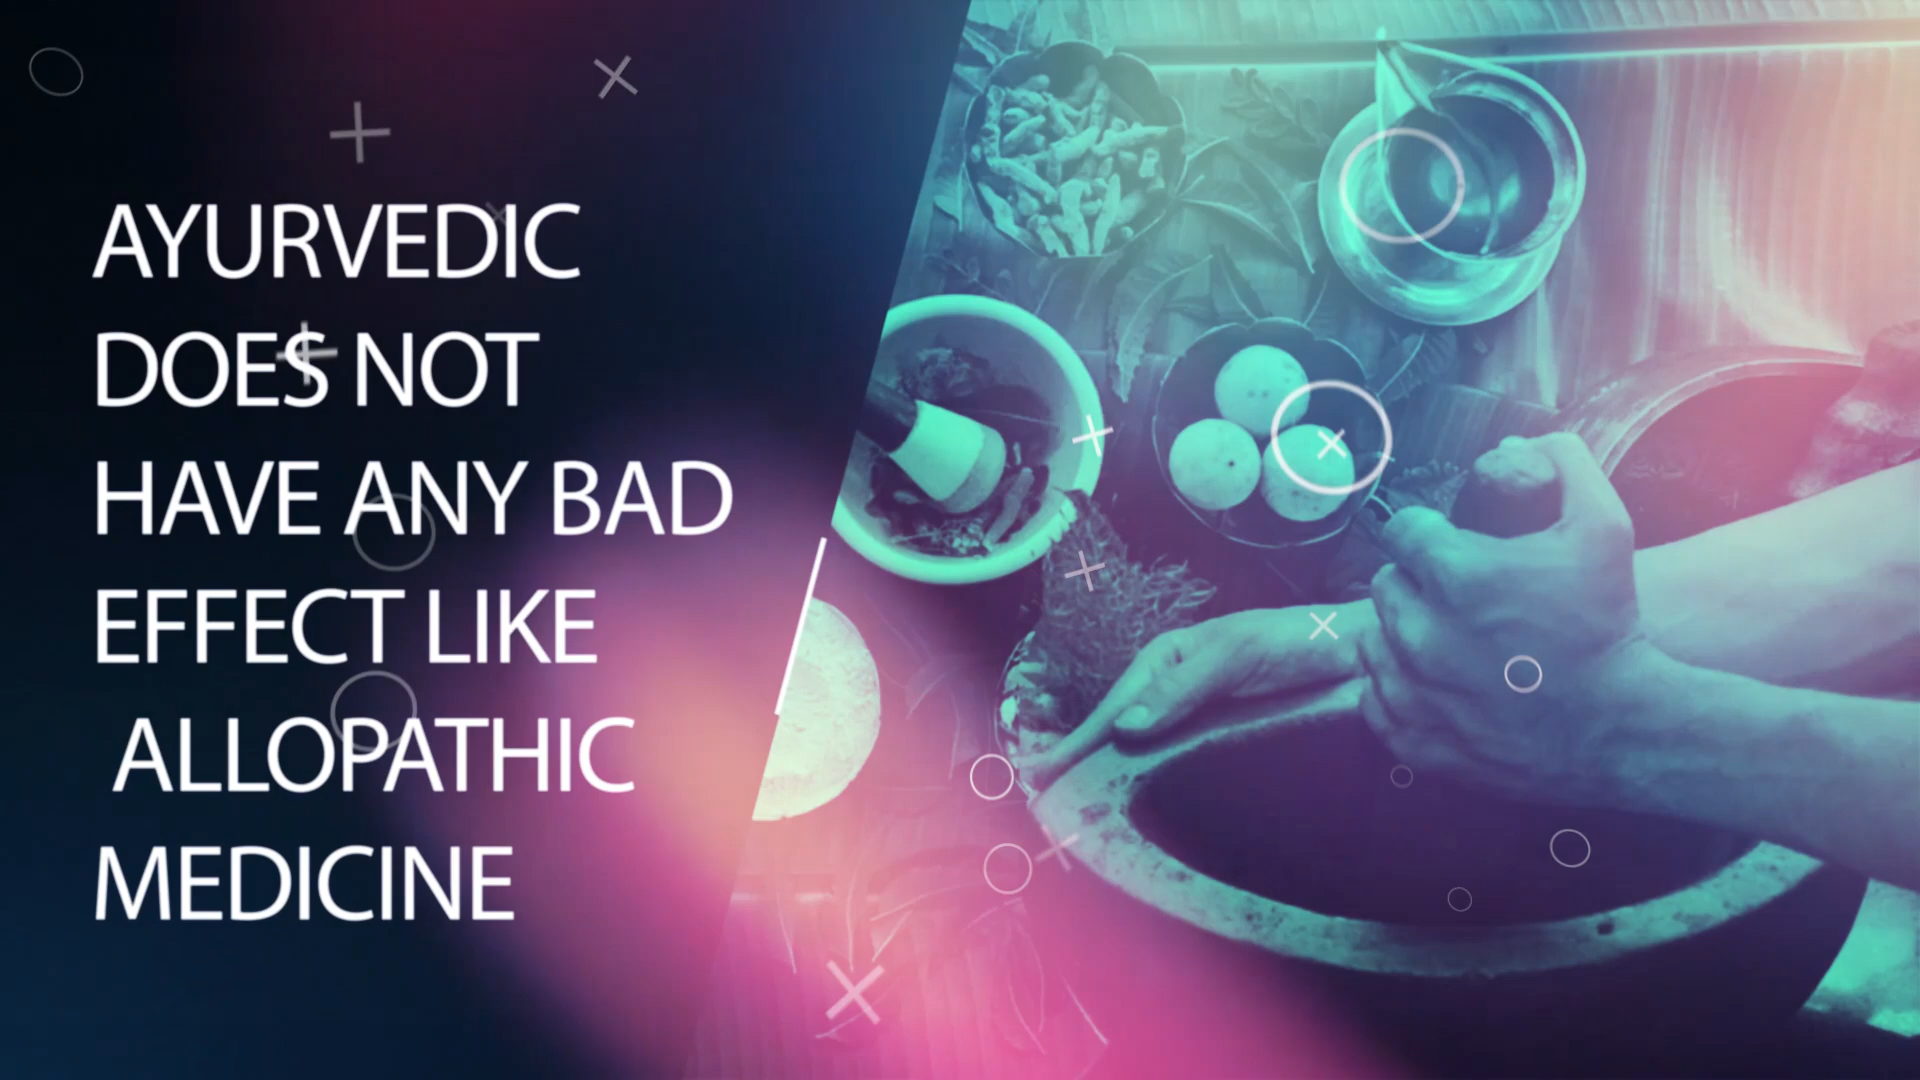 AYURVEDIC
DOES NOT
HAVE ANY BAD
EFFECT LIKE
ALLOPATHIC
MEDICINE